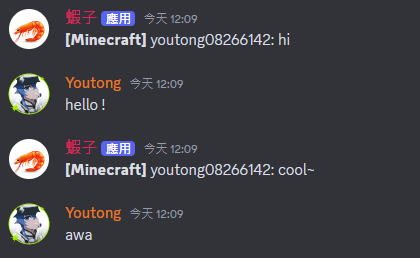 蝦子 應用 今天 12:09
[Minecraft] youtong08266142: hi
Youtong 今天 12:09
hello !
蝦子 應用 今天 12:09
[Minecraft] youtong08266142: cool~
Youtong 今天 12:09
awa